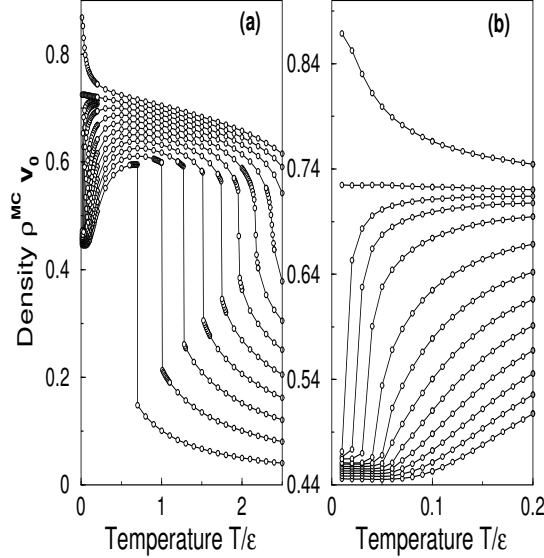 (a)
(b)
0.8
0.6
0.4
0.2
0
0.84
0.74
0.64
0.54
0.44
Density ρ^MC v₀
0 1 2
0 0.1 0.2
Temperature T/ε
Temperature T/ε